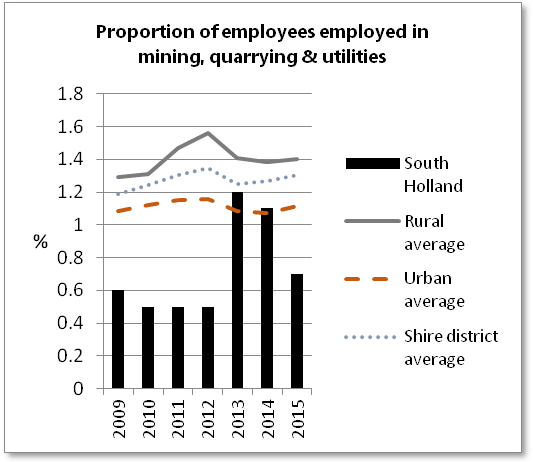 Proportion of employees employed in
mining, quarrying & utilities
1.8
1.6
1.4
1.2
1
0.8
0.6
0.4
0.2
0
%
2009
2010
2011
2012
2013
2014
2015
South
Holland
Rural
average
Urban
average
Shire district
average